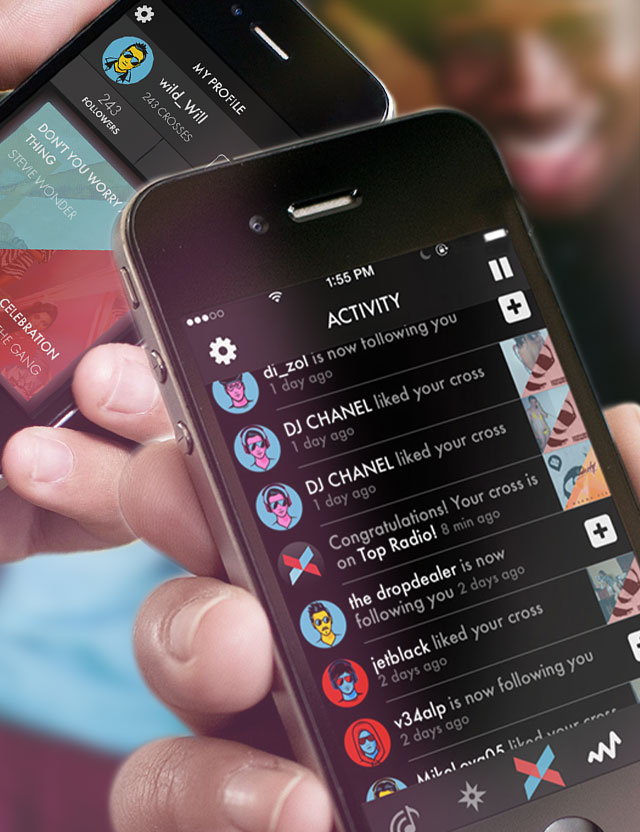 MY PROFILE
wild_Will
243 CROSSES
243
FOLLOWERS
DONT YOU WORRY
THING
STEVIE WONDER
CELEBRATION
THE GANG
1:55 PM
ACTIVITY
di_zol is now following you
1 day ago
DJ CHANEL liked your cross
1 day ago
DJ CHANEL liked your cross
1 day ago
Congratulations! Your cross is
on Top Radio! 8 min ago
the dropdealer is now
following you 2 days ago
jetblack liked your cross
2 days ago
v34alp is now following you
2 days ago
liked your cross